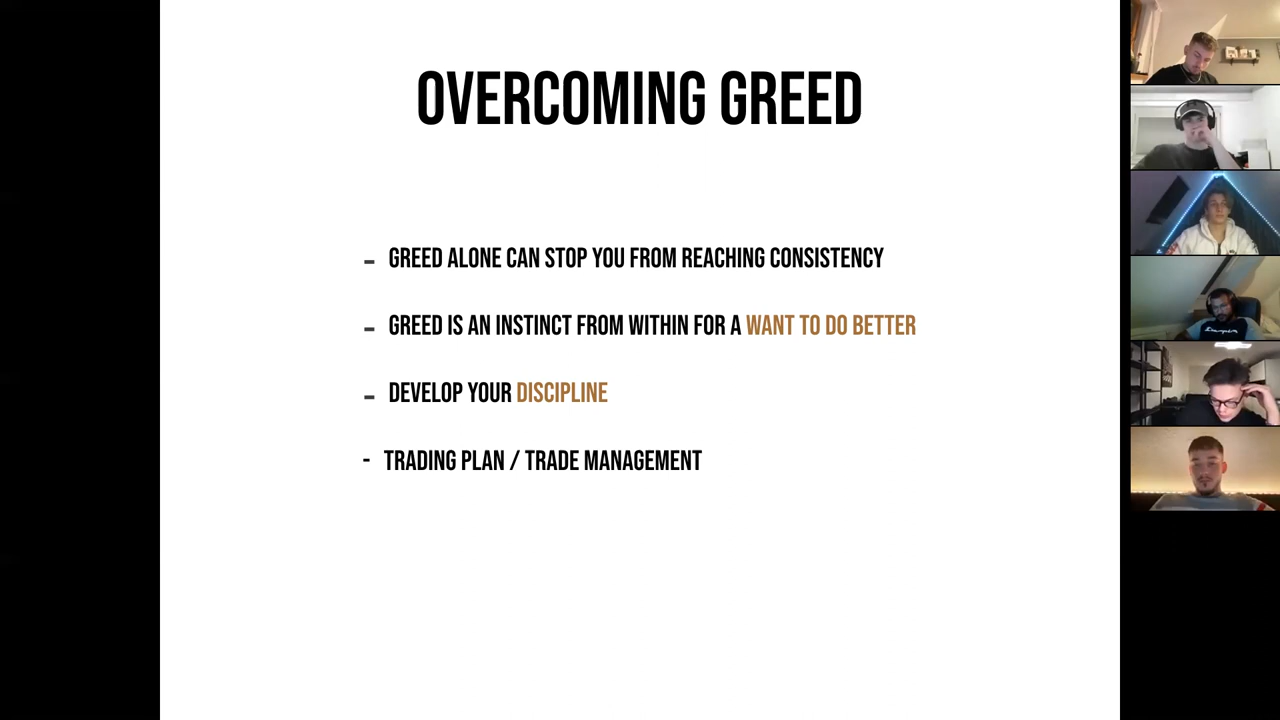 OVERCOMING GREED
- GREED ALONE CAN STOP YOU FROM REACHING CONSISTENCY
- GREED IS AN INSTINCT FROM WITHIN FOR A WANT TO DO BETTER
- DEVELOP YOUR DISCIPLINE
- TRADING PLAN / TRADE MANAGEMENT
Champion